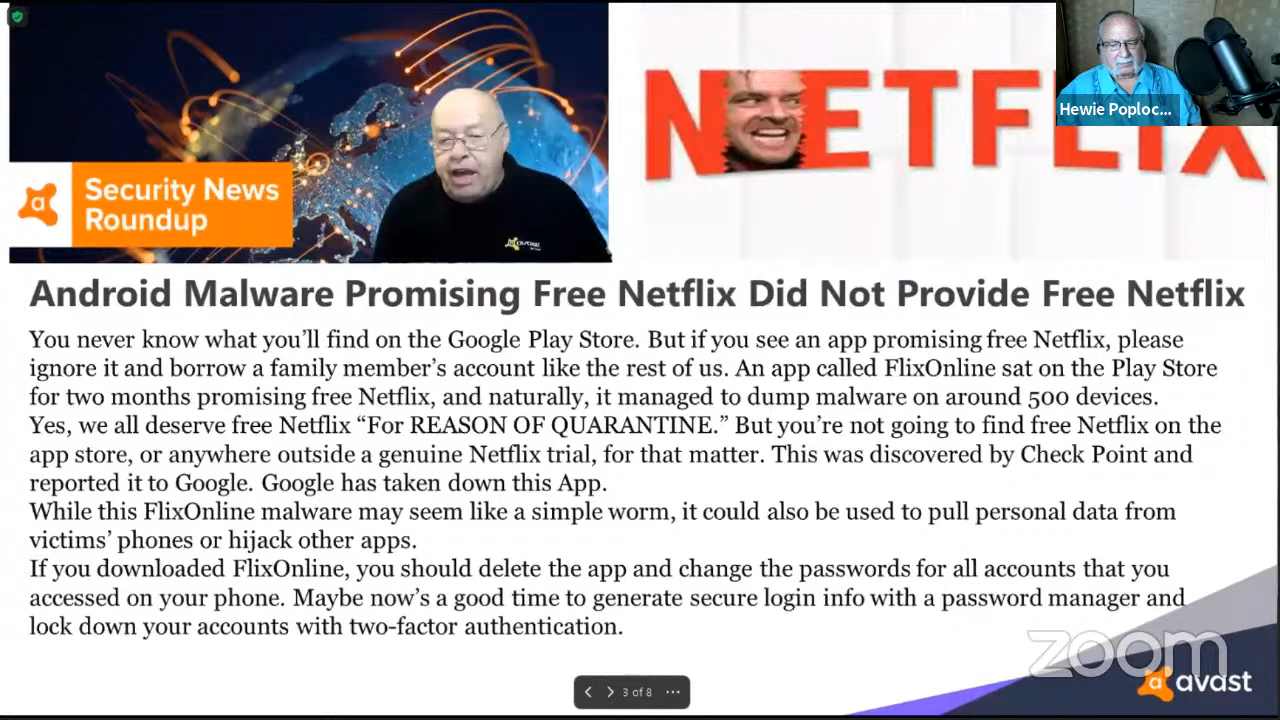 Security News
Roundup
avast
NETFLIX
Hewie Poploc...
Android Malware Promising Free Netflix Did Not Provide Free Netflix
You never know what you’ll find on the Google Play Store. But if you see an app promising free Netflix, please
ignore it and borrow a family member’s account like the rest of us. An app called FlixOnline sat on the Play Store
for two months promising free Netflix, and naturally, it managed to dump malware on around 500 devices.
Yes, we all deserve free Netflix “For REASON OF QUARANTINE.” But you’re not going to find free Netflix on the
app store, or anywhere outside a genuine Netflix trial, for that matter. This was discovered by Check Point and
reported it to Google. Google has taken down this App.
While this FlixOnline malware may seem like a simple worm, it could also be used to pull personal data from
victims’ phones or hijack other apps.
If you downloaded FlixOnline, you should delete the app and change the passwords for all accounts that you
accessed on your phone. Maybe now’s a good time to generate secure login info with a password manager and
lock down your accounts with two-factor authentication.
zoom
avast
3 of 8